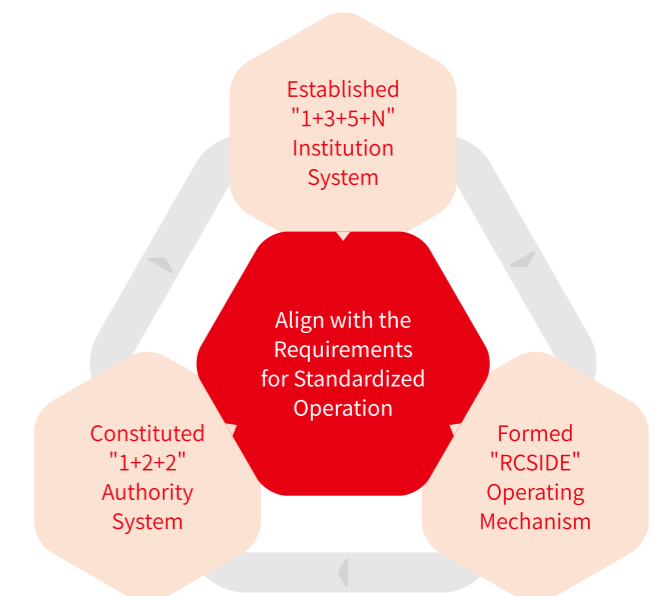 Established
"1+3+5+N"
Institution
System
Align with the
Requirements
for Standardized
Operation
Constituted
"1+2+2"
Authority
System
Formed
"RCSIDE"
Operating
Mechanism